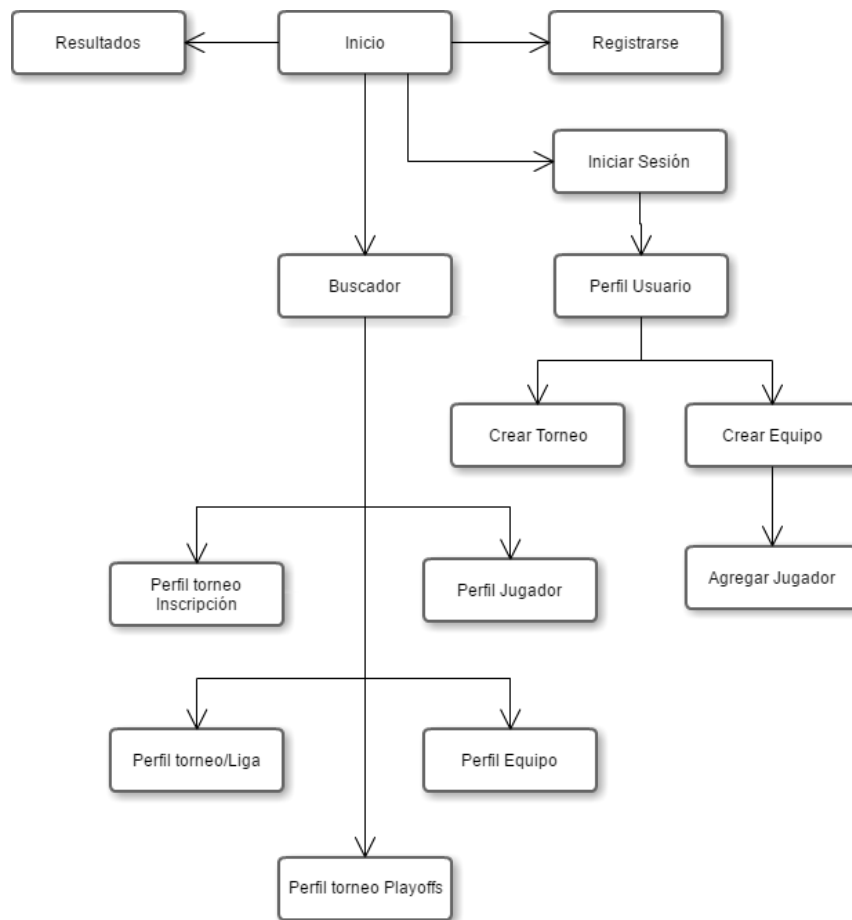 Resultados
Inicio
Registrarse
Iniciar Sesión
Buscador
Perfil Usuario
Crear Torneo
Crear Equipo
Perfil torneo
Inscripción
Perfil Jugador
Agregar Jugador
Perfil torneo/Liga
Perfil Equipo
Perfil torneo Playoffs